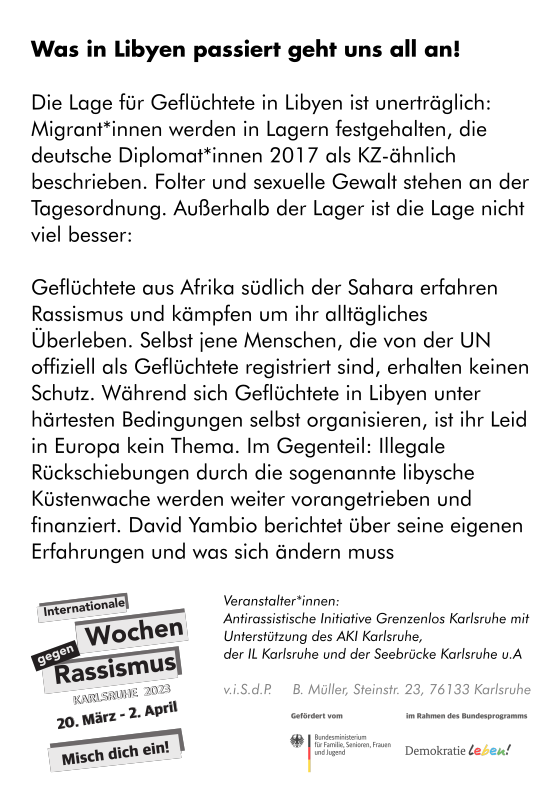 Was in Libyen passiert geht uns all an!
Die Lage für Geflüchtete in Libyen ist unerträglich:
Migrant*innen werden in Lagern festgehalten, die
deutsche Diplomat*innen 2017 als KZ-ähnlich
beschrieben. Folter und sexuelle Gewalt stehen an der
Tagesordnung. Außerhalb der Lager ist die Lage nicht
viel besser:
Geflüchtete aus Afrika südlich der Sahara erfahren
Rassismus und kämpfen um ihr alltägliches
Überleben. Selbst jene Menschen, die von der UN
offiziell als Geflüchtete registriert sind, erhalten keinen
Schutz. Während sich Geflüchtete in Libyen unter
härtesten Bedingungen selbst organisieren, ist ihr Leid
in Europa kein Thema. Im Gegenteil: Illegale
Rückschiebungen durch die sogenannte libysche
Küstenwache werden weiter vorangetrieben und
finanziert. David Yambio berichtet über seine eigenen
Erfahrungen und was sich ändern muss
Internationale
Wochen
gegen
Rassismus
KARLSRUHE 2023
20. März - 2. April
Misch dich ein!
Veranstalter*innen:
Antirassistische Initiative Grenzenlos Karlsruhe mit
Unterstützung des AKI Karlsruhe,
der IL Karlsruhe und der Seebrücke Karlsruhe u.A
v.i.S.d.P. B. Müller, Steinstr. 23, 76133 Karlsruhe
Gefördert vom
Bundesministerium
für Familie, Senioren, Frauen
und Jugend
im Rahmen des Bundesprogramms
Demokratie leben!